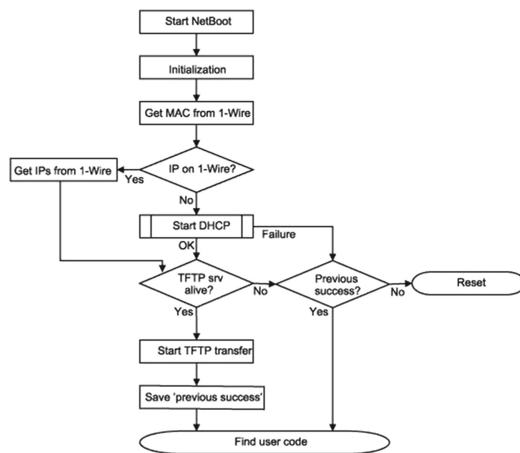 Start NetBoot
Initialization
Get MAC from 1-Wire
Get IPs from 1-Wire
Yes
IP on 1-Wire?
No
Start DHCP
Failure
OK
TFTP srv
alive?
No
Previous
success?
No
Reset
Yes
Yes
Start TFTP transfer
Save 'previous success'
Find user code